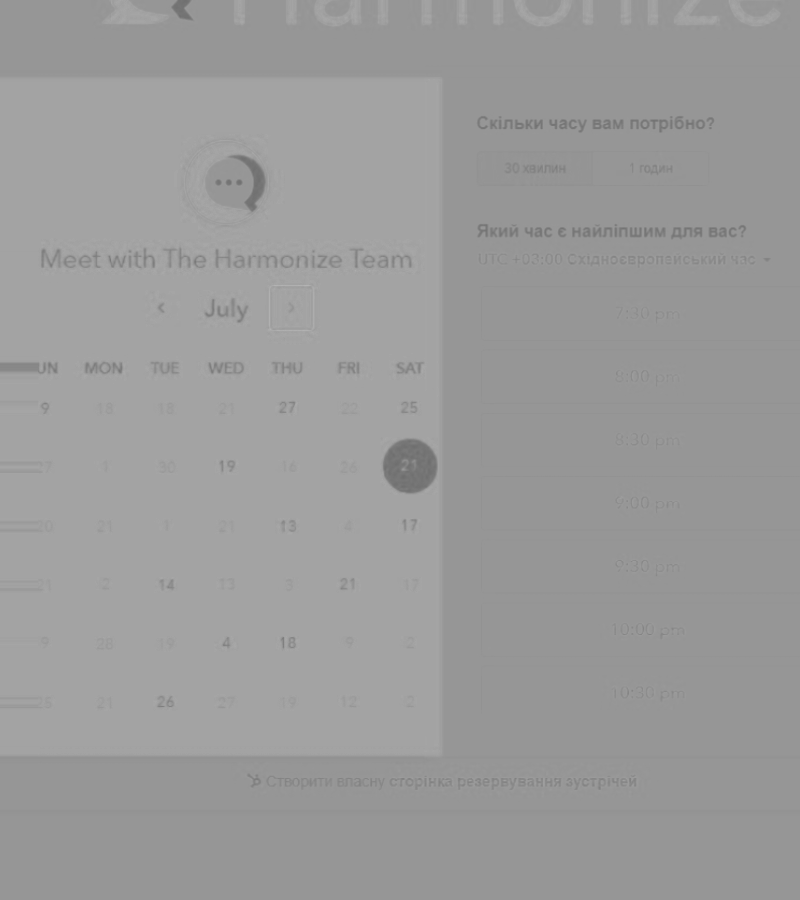 Harmonize
Meet with The Harmonize Team
July
UN MON TUE WED THU FRI SAT
9 18 18 21 27 22 25
7 30 19 16 26 21
20 21 7 21 13 4 17
21 2 14 13 3 21 17
9 28 19 4 18 9 2
25 21 26 27 19 12 2
Скільки часу вам потрібно?
30 хвилин 1 годин
Який час є найліпшим для вас?
UTC +03:00 Східноєвропейський час
7:30 pm
8:00 pm
8:30 pm
9:00 pm
9:30 pm
10:00 pm
10:30 pm
Створити власну сторінка резервування зустрічей